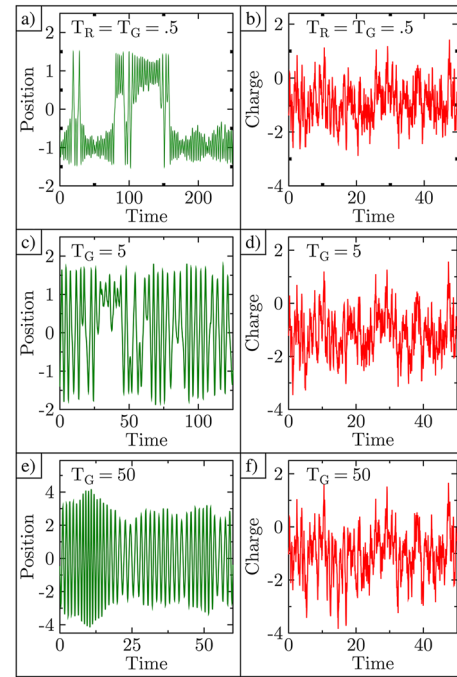 a) T_R = T_G = .5
Position
2
1
0
-1
-2
0 100 200
Time
b) T_R = T_G = .5
Charge
2
0
-2
-4
0 20 40
Time
c) T_G = 5
Position
2
1
0
-1
-2
0 50 100
Time
d) T_G = 5
Charge
2
0
-2
-4
0 20 40
Time
e) T_G = 50
Position
4
2
0
-2
-4
0 25 50
Time
f) T_G = 50
Charge
2
0
-2
-4
0 20 40
Time